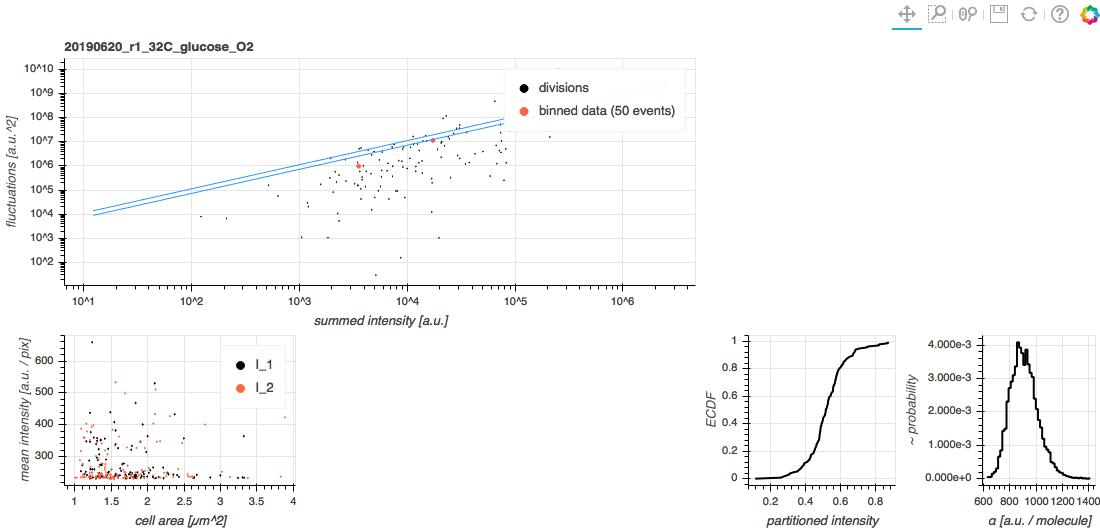 20190620_r1_32C_glucose_O2
fluctuations [a.u.^2]
10^10
10^9
10^8
10^7
10^6
10^5
10^4
10^3
10^2
divisions
binned data (50 events)
10^1 10^2 10^3 10^4 10^5 10^6
summed intensity [a.u.]
mean intensity [a.u. / pix]
600
500
400
300
I_1
I_2
1 1.5 2 2.5 3 3.5 4
cell area [µm^2]
ECDF
1
0.8
0.6
0.4
0.2
0
0.2 0.4 0.6 0.8
partitioned intensity
~ probability
4.000e-3
3.000e-3
2.000e-3
1.000e-3
0.000e+0
600 800 1000 1200 1400
α [a.u. / molecule]